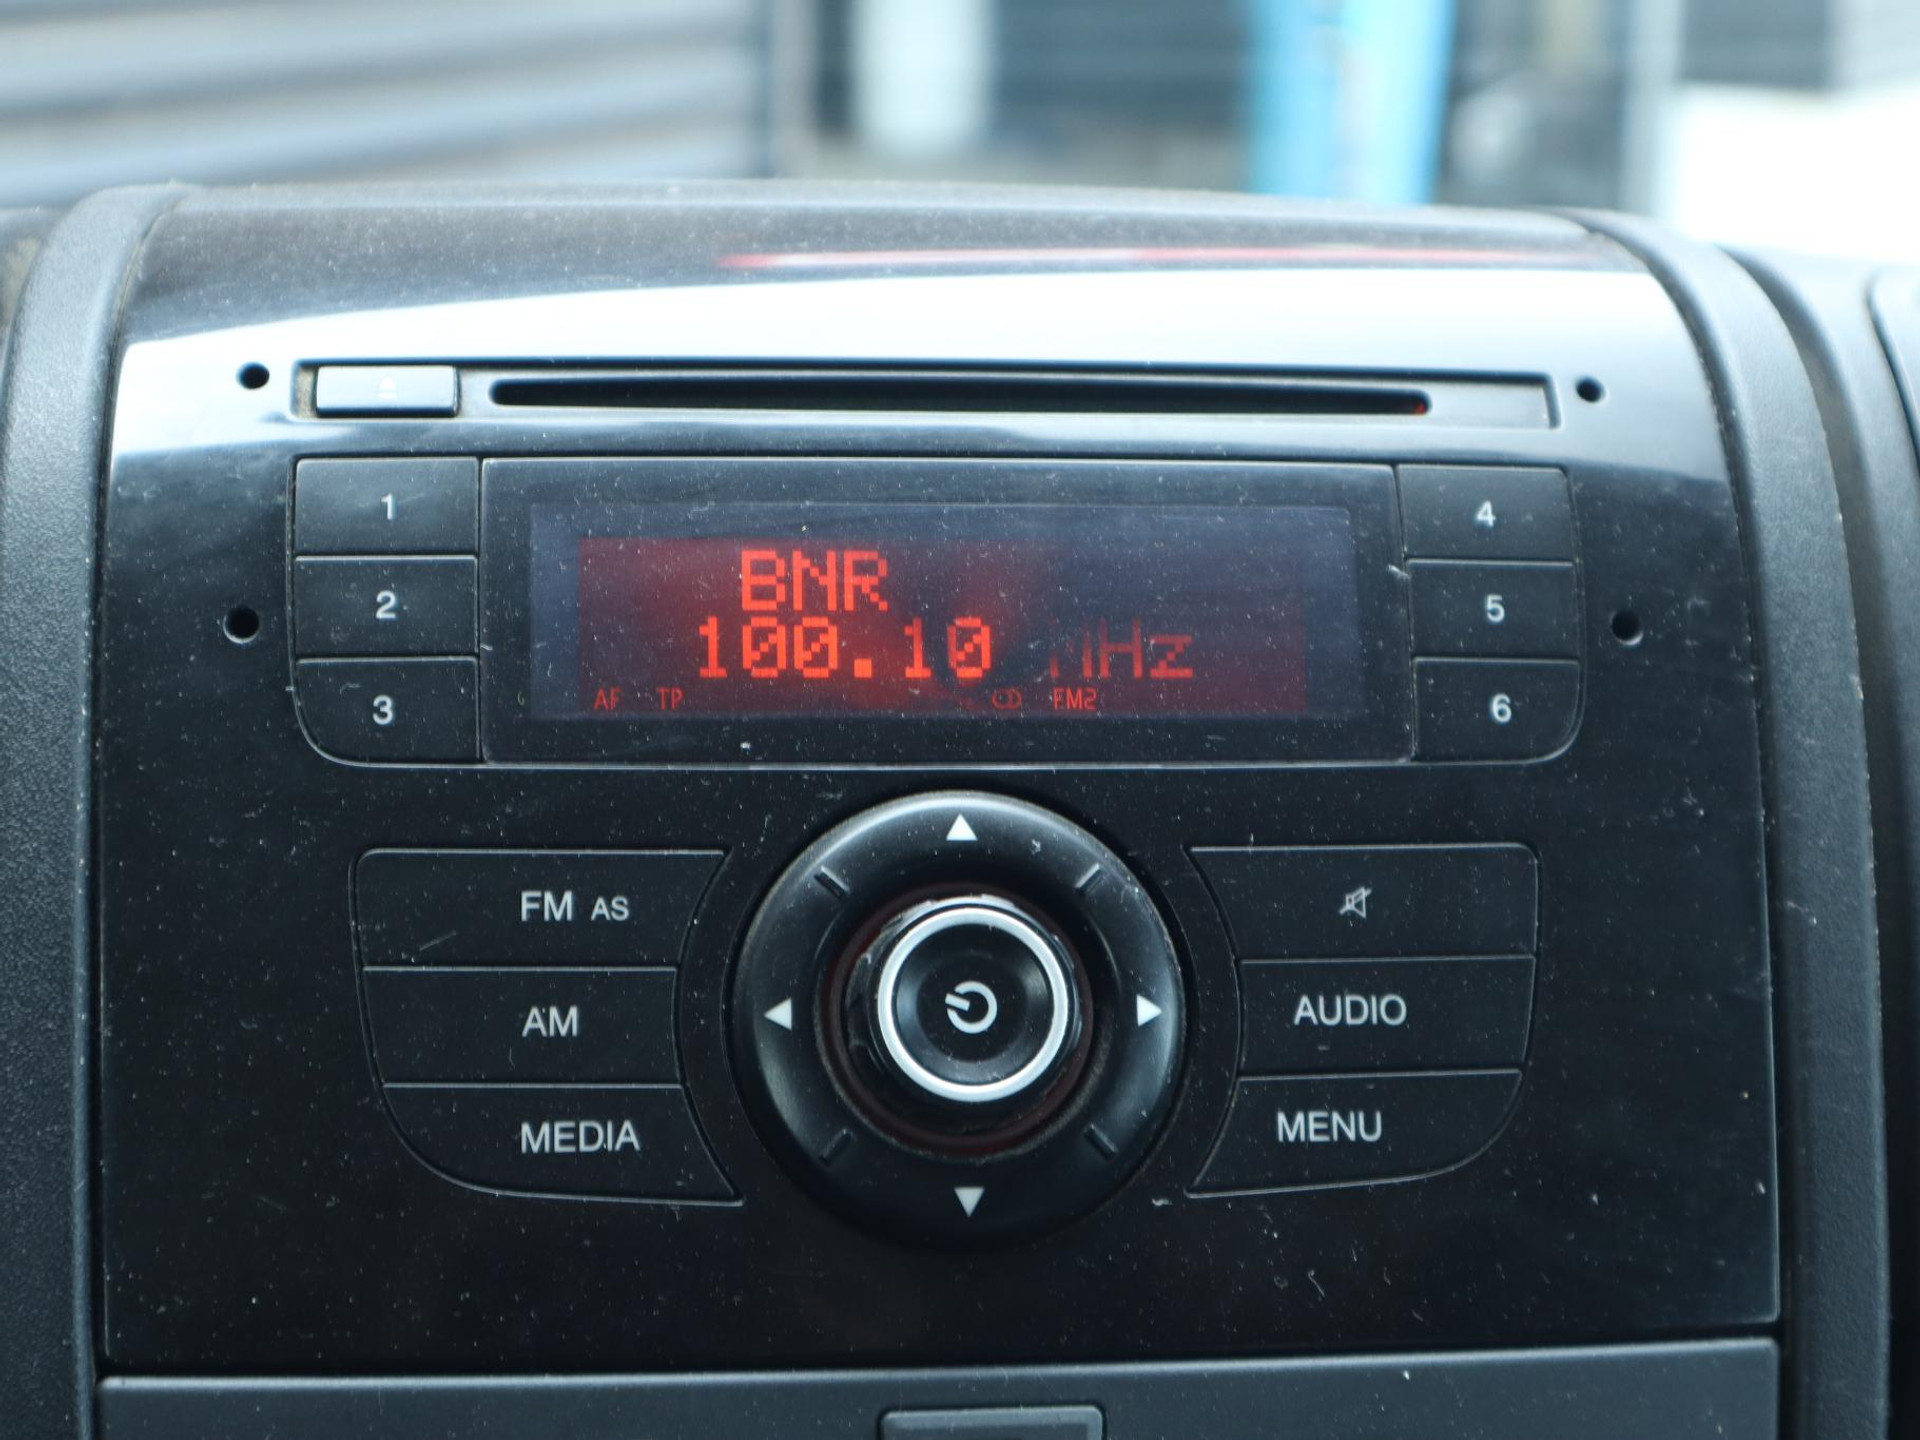 1
2
3
BNR
100.10 MHz
AF TP FM2
4
5
6
FM AS
AM
MEDIA
AUDIO
MENU